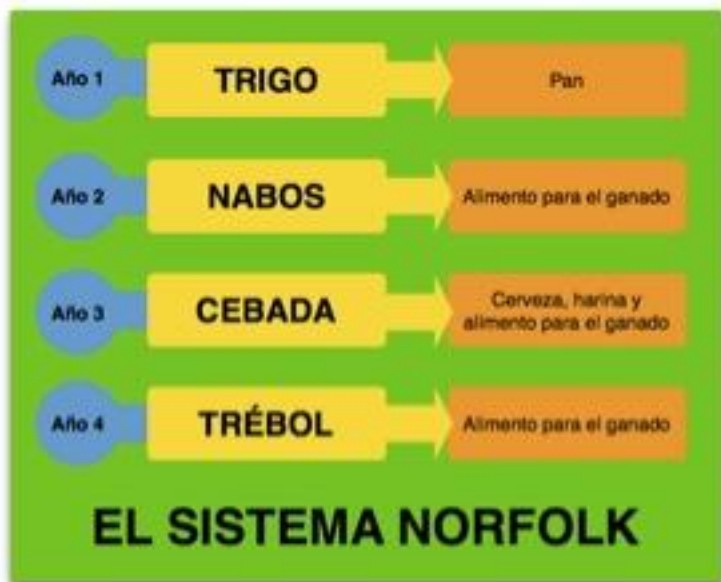 Año 1
TRIGO
Pan
Año 2
NABOS
Alimento para el ganado
Año 3
CEBADA
Cerveza, harina y
alimento para el ganado
Año 4
TRÉBOL
Alimento para el ganado
EL SISTEMA NORFOLK